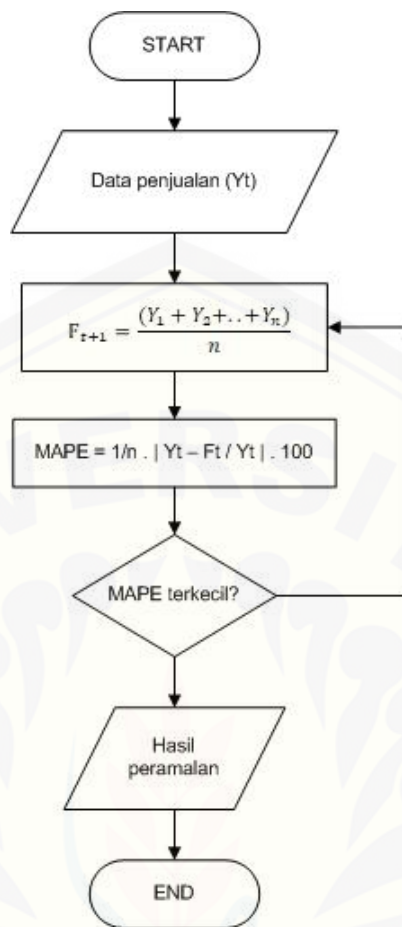 START
Data penjualan (Yt)
𝔽ₜ₊₁ = (Y₁ + Y₂+..+Yₙ) / n
MAPE = 1/n . | Yt – Ft / Yt | . 100
MAPE terkecil?
Hasil
peramalan
END